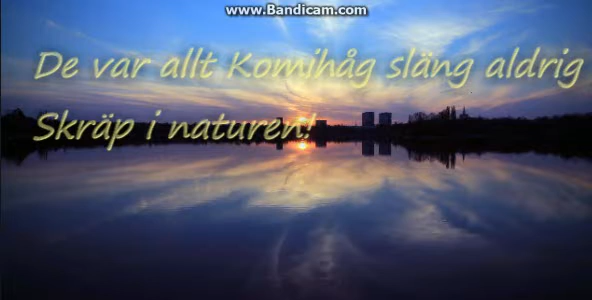 www.Bandicam.com
De var allt Komihåg släng aldrig
Skräp i naturen!